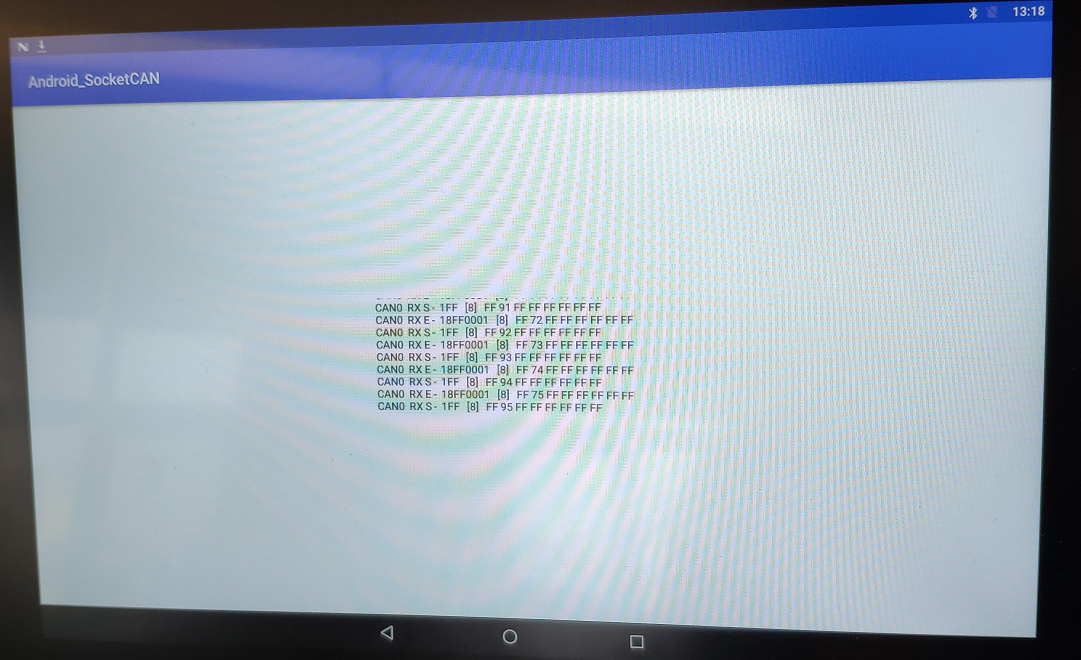 13:18
Android_SocketCAN
CAN0 RX S - 1FF [8] FF 91 FF FF FF FF FF FF
CAN0 RX E - 18FF0001 [8] FF 72 FF FF FF FF FF FF
CAN0 RX S - 1FF [8] FF 92 FF FF FF FF FF FF
CAN0 RX E - 18FF0001 [8] FF 73 FF FF FF FF FF FF
CAN0 RX S - 1FF [8] FF 93 FF FF FF FF FF FF
CAN0 RX E - 18FF0001 [8] FF 74 FF FF FF FF FF FF
CAN0 RX S - 1FF [8] FF 94 FF FF FF FF FF FF
CAN0 RX E - 18FF0001 [8] FF 75 FF FF FF FF FF FF
CAN0 RX S - 1FF [8] FF 95 FF FF FF FF FF FF